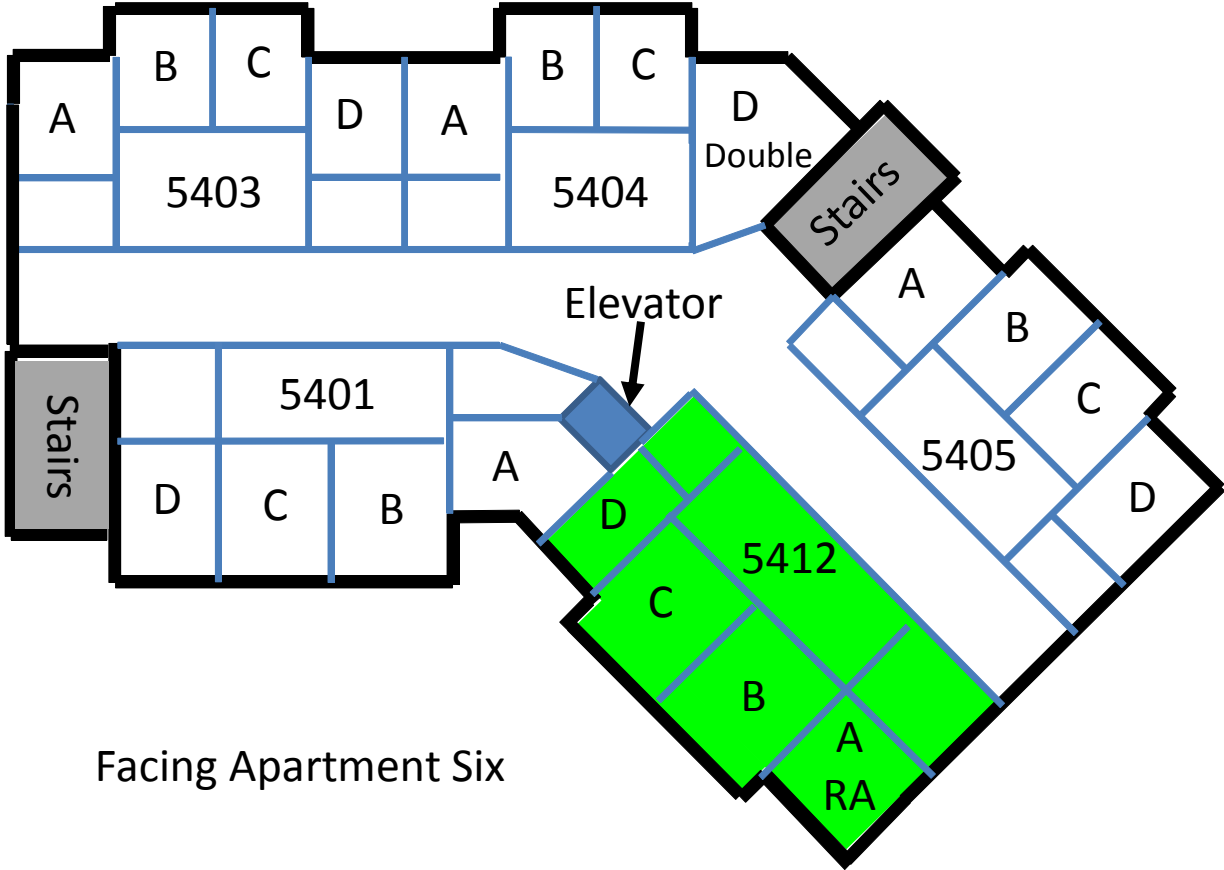 B C
B C
A
D A
D
Double
5403
5404
Stairs
A
Elevator
B
5401
Stairs
C
5405
A
D
D C B
D
5412
C
B
A
RA
Facing Apartment Six